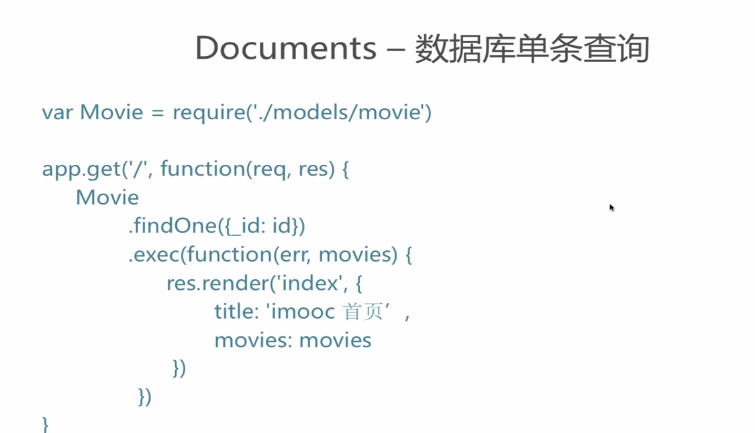 Documents – 数据库单条查询
var Movie = require('./models/movie')
app.get('/', function(req, res) {
Movie
.findOne({_id: id})
.exec(function(err, movies) {
res.render('index', {
title: 'imooc 首页’,
movies: movies
})
})
}